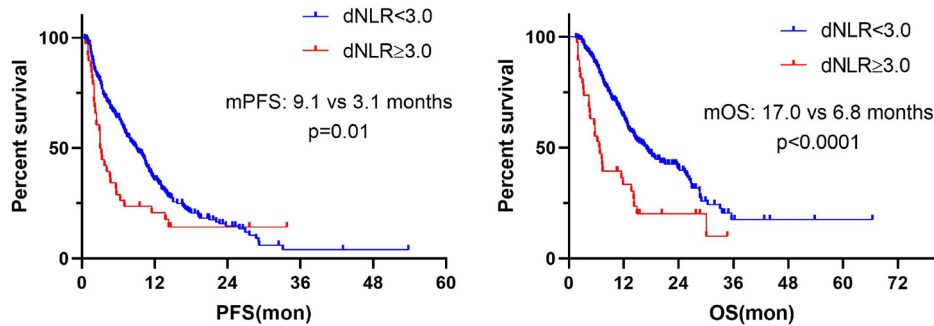 dNLR<3.0
dNLR≥3.0
mPFS: 9.1 vs 3.1 months
p=0.01
Percent survival
100
50
0
0 12 24 36 48 60
PFS(mon)
dNLR<3.0
dNLR≥3.0
mOS: 17.0 vs 6.8 months
p<0.0001
Percent survival
100
50
0
0 12 24 36 48 60 72
OS(mon)